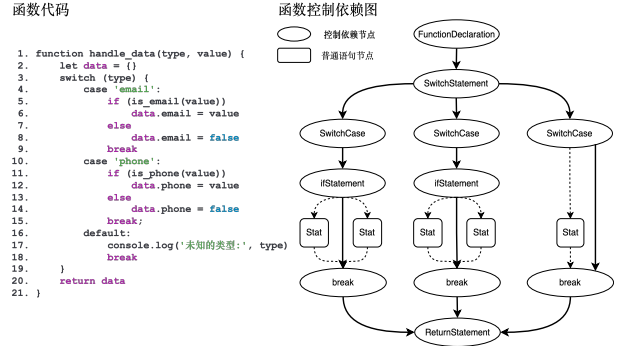 函数代码
1. function handle_data(type, value) {
2.     let data = {}
3.     switch (type) {
4.         case 'email':
5.             if (is_email(value))
6.                 data.email = value
7.             else
8.                 data.email = false
9.             break
10.         case 'phone':
11.             if (is_phone(value))
12.                 data.phone = value
13.             else
14.                 data.phone = false
15.             break;
16.         default:
17.             console.log('未知的类型:', type)
18.             break
19.     }
20.     return data
21. }
函数控制依赖图
控制依赖节点
普通语句节点
FunctionDeclaration
SwitchStatement
SwitchCase
SwitchCase
SwitchCase
ifStatement
ifStatement
Stat
Stat
Stat
Stat
Stat
break
break
break
ReturnStatement